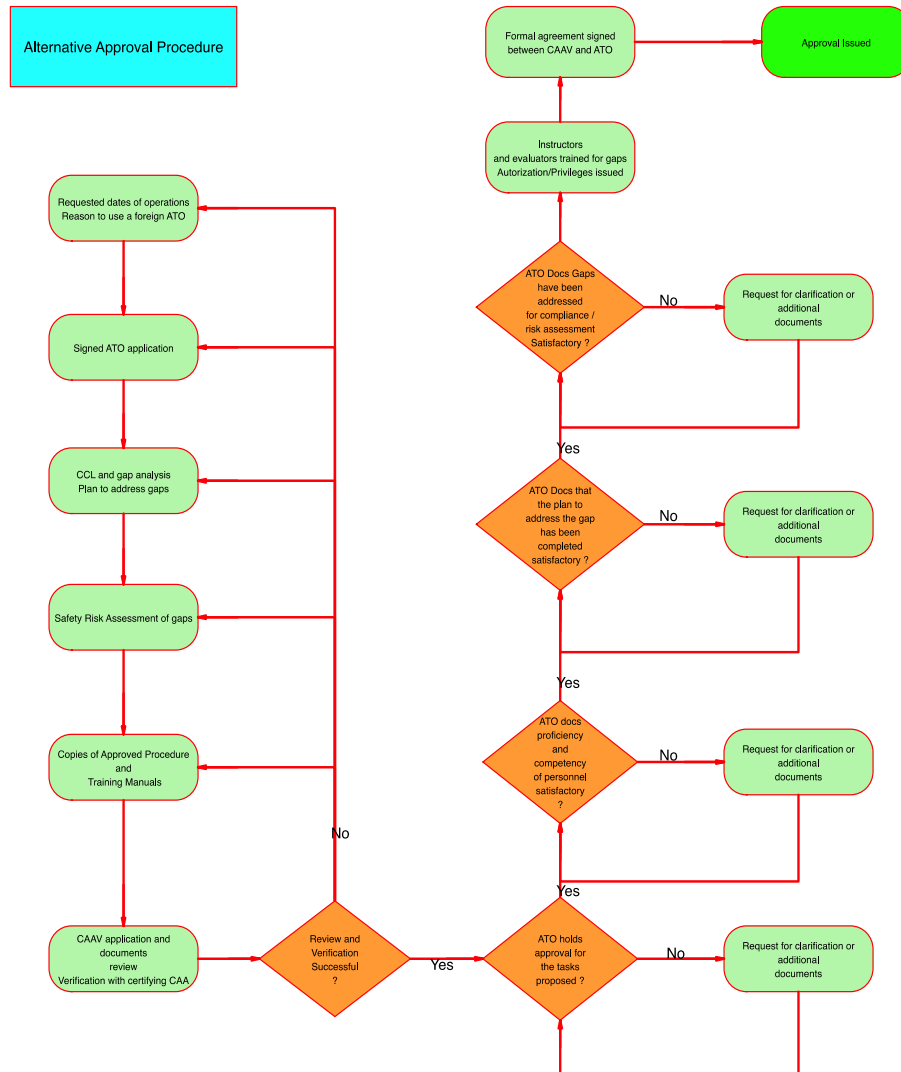 Alternative Approval Procedure
Formal agreement signed
between CAAV and ATO
Approval Issued
Instructors
and evaluators trained for gaps
Autorization/Privileges issued
Requested dates of operations
Reason to use a foreign ATO
ATO Docs Gaps
have been
addressed
for compliance /
risk assessment
Satisfactory ?
No
Request for clarification or
additional
documents
Signed ATO application
Yes
CCL and gap analysis
Plan to address gaps
ATO Docs that
the plan to
address the gap
has been
completed
satisfactory ?
No
Request for clarification or
additional
documents
Safety Risk Assessment of gaps
Yes
ATO docs
proficiency
and
competency
of personnel
satisfactory
?
No
Request for clarification or
additional
documents
Copies of Approved Procedure
and
Training Manuals
No
Yes
CAAV application and
documents
review
Verification with certifying CAA
Review and
Verification
Successful
?
Yes
ATO holds
approval for
the tasks
proposed ?
No
Request for clarification or
additional
documents